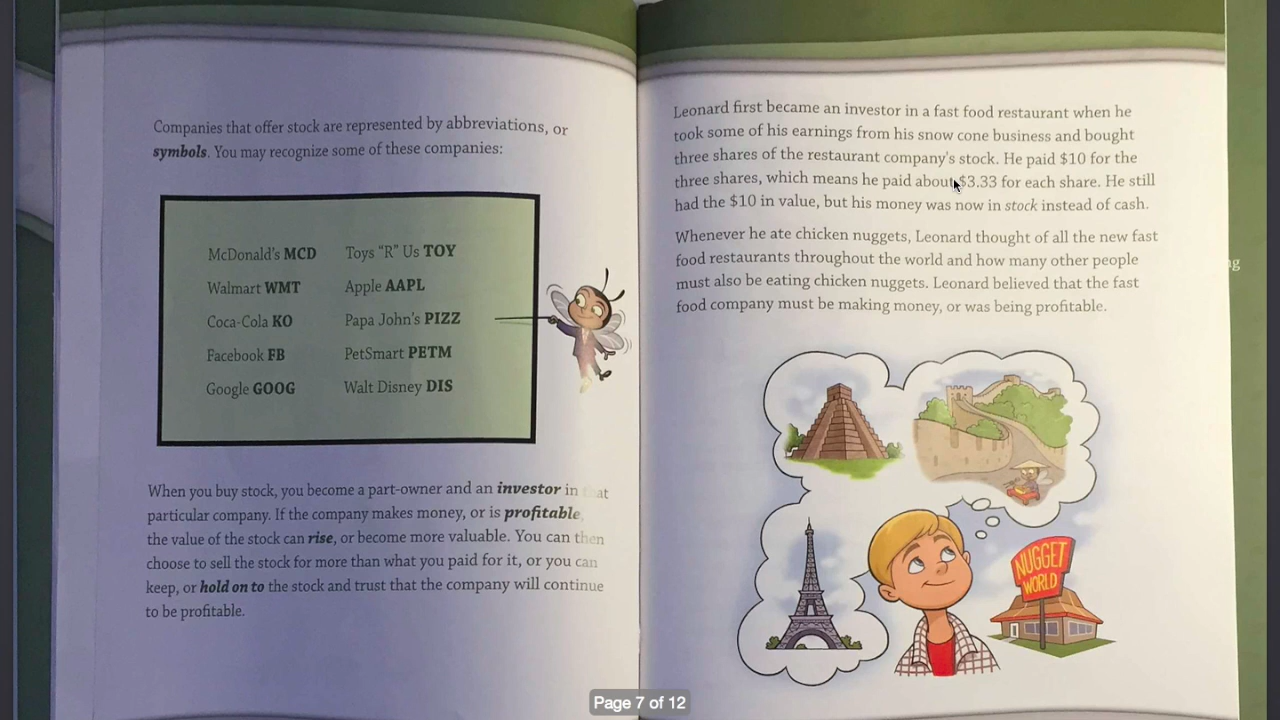 Companies that offer stock are represented by abbreviations, or
symbols. You may recognize some of these companies:
McDonald's MCD
Walmart WMT
Coca-Cola KO
Facebook FB
Google GOOG
Toys "R" Us TOY
Apple AAPL
Papa John's PIZZ
PetSmart PETM
Walt Disney DIS
When you buy stock, you become a part-owner and an investor in that
particular company. If the company makes money, or is profitable,
the value of the stock can rise, or become more valuable. You can then
choose to sell the stock for more than what you paid for it, or you can
keep, or hold on to the stock and trust that the company will continue
to be profitable.
Leonard first became an investor in a fast food restaurant when he
took some of his earnings from his snow cone business and bought
three shares of the restaurant company's stock. He paid $10 for the
three shares, which means he paid about $3.33 for each share. He still
had the $10 in value, but his money was now in stock instead of cash.
Whenever he ate chicken nuggets, Leonard thought of all the new fast
food restaurants throughout the world and how many other people
must also be eating chicken nuggets. Leonard believed that the fast
food company must be making money, or was being profitable.
NUGGET
WORLD
Page 7 of 12